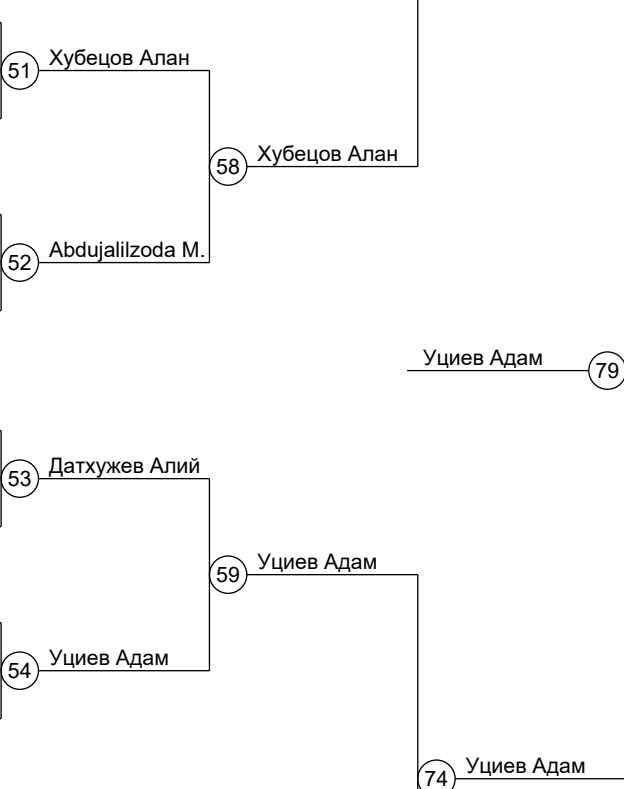 51 Хубецов Алан
58 Хубецов Алан
52 Abdujalilzoda M.
Уциев Адам 79
53 Датхужев Алий
59 Уциев Адам
54 Уциев Адам
74 Уциев Адам